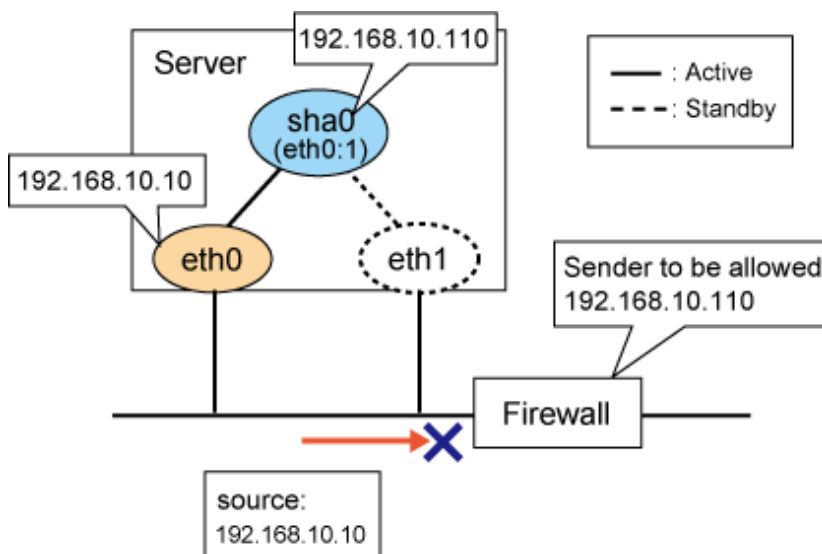 192.168.10.110
Server
sha0
(eth0:1)
192.168.10.10
eth0
eth1
: Active
: Standby
Sender to be allowed
192.168.10.110
Firewall
source:
192.168.10.10